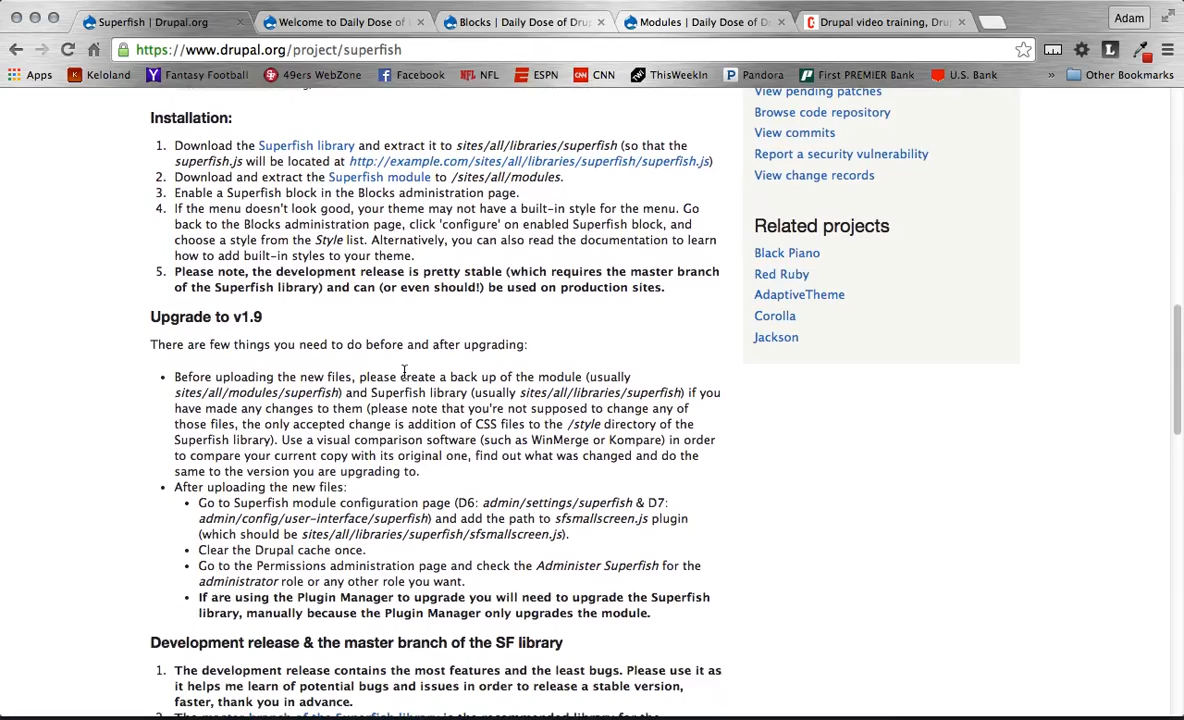 Superfish | Drupal.org
Welcome to Daily Dose of
Blocks | Daily Dose of Dru
Modules | Daily Dose of D
Drupal video training, Dru
Adam
https://www.drupal.org/project/superfish
Apps
Keloland
Fantasy Football
49ers WebZone
Facebook
NFL
ESPN
CNN
ThisWeekIn
Pandora
First PREMIER Bank
U.S. Bank
»
Other Bookmarks
View pending patches
Browse code repository
View commits
Report a security vulnerability
View change records
Related projects
Black Piano
Red Ruby
AdaptiveTheme
Corolla
Jackson
Installation:
1. Download the Superfish library and extract it to sites/all/libraries/superfish (so that the
superfish.js will be located at http://example.com/sites/all/libraries/superfish/superfish.js)
2. Download and extract the Superfish module to /sites/all/modules.
3. Enable a Superfish block in the Blocks administration page.
4. If the menu doesn't look good, your theme may not have a built-in style for the menu. Go
back to the Blocks administration page, click 'configure' on enabled Superfish block, and
choose a style from the Style list. Alternatively, you can also read the documentation to learn
how to add built-in styles to your theme.
5. Please note, the development release is pretty stable (which requires the master branch
of the Superfish library) and can (or even should!) be used on production sites.
Upgrade to v1.9
There are few things you need to do before and after upgrading:
• Before uploading the new files, please create a back up of the module (usually
sites/all/modules/superfish) and Superfish library (usually sites/all/libraries/superfish) if you
have made any changes to them (please note that you're not supposed to change any of
those files, the only accepted change is addition of CSS files to the /style directory of the
Superfish library). Use a visual comparison software (such as WinMerge or Kompare) in order
to compare your current copy with its original one, find out what was changed and do the
same to the version you are upgrading to.
• After uploading the new files:
• Go to Superfish module configuration page (D6: admin/settings/superfish & D7:
admin/config/user-interface/superfish) and add the path to sfsmallscreen.js plugin
(which should be sites/all/libraries/superfish/sfsmallscreen.js).
• Clear the Drupal cache once.
• Go to the Permissions administration page and check the Administer Superfish for the
administrator role or any other role you want.
• If are using the Plugin Manager to upgrade you will need to upgrade the Superfish
library, manually because the Plugin Manager only upgrades the module.
Development release & the master branch of the SF library
1. The development release contains the most features and the least bugs. Please use it as
it helps me learn of potential bugs and issues in order to release a stable version,
faster, thank you in advance.
2. The master branch of the Superfish library is the recommended library for the